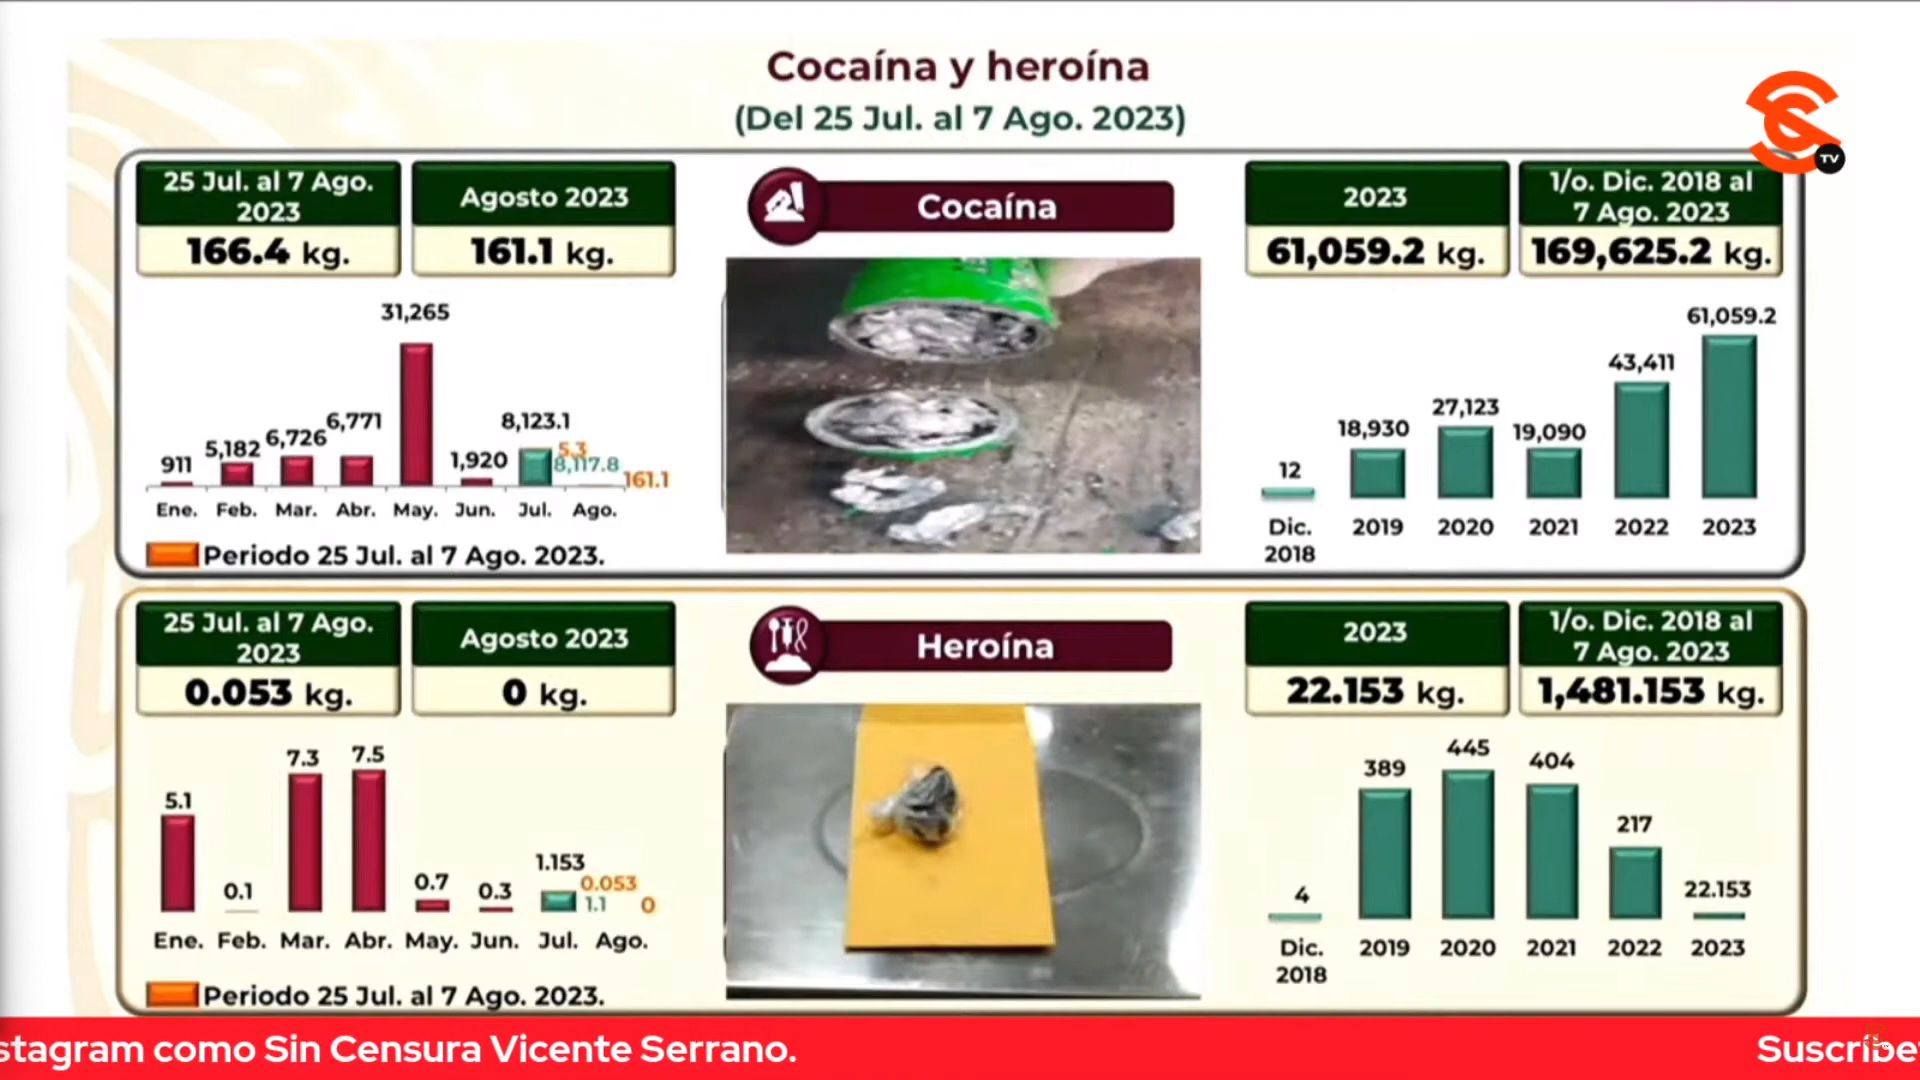 Cocaína y heroína
(Del 25 Jul. al 7 Ago. 2023)
TV
25 Jul. al 7 Ago.
2023
166.4 kg.
Agosto 2023
161.1 kg.
Cocaína
2023
61,059.2 kg.
1/o. Dic. 2018 al
7 Ago. 2023
169,625.2 kg.
911
5,182
6,726
6,771
31,265
1,920
8,123.1
5.3
8,117.8
161.1
Ene. Feb. Mar. Abr. May. Jun. Jul. Ago.
Periodo 25 Jul. al 7 Ago. 2023.
12
18,930
27,123
19,090
43,411
61,059.2
Dic.
2018
2019 2020 2021 2022 2023
25 Jul. al 7 Ago.
2023
0.053 kg.
Agosto 2023
0 kg.
Heroína
2023
22.153 kg.
1/o. Dic. 2018 al
7 Ago. 2023
1,481.153 kg.
5.1
0.1
7.3
7.5
0.7
0.3
1.153
0.053
1.1
0
Ene. Feb. Mar. Abr. May. Jun. Jul. Ago.
Periodo 25 Jul. al 7 Ago. 2023.
4
389
445
404
217
22.153
Dic.
2018
2019 2020 2021 2022 2023
stagram como Sin Censura Vicente Serrano.
Suscríbe